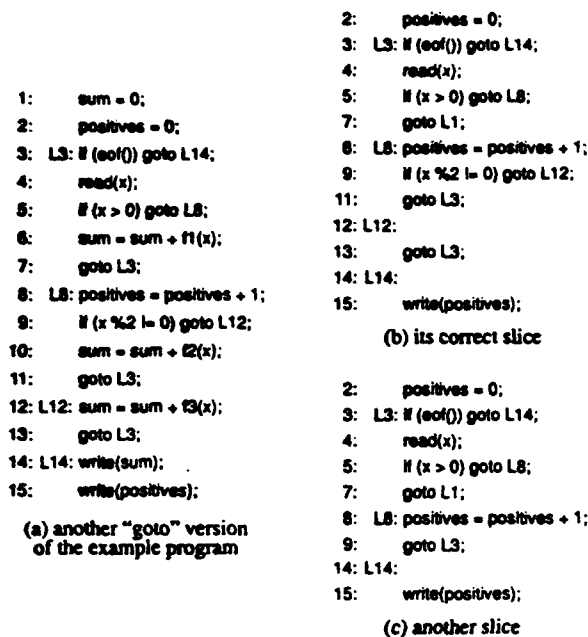 1: sum = 0;
2: positives = 0;
3: L3: if (eof()) goto L14;
4: read(x);
5: if (x > 0) goto L8;
6: sum = sum + f1(x);
7: goto L3;
8: L8: positives = positives + 1;
9: if (x %2 != 0) goto L12;
10: sum = sum + f2(x);
11: goto L3;
12: L12: sum = sum + f3(x);
13: goto L3;
14: L14: write(sum);
15: write(positives);
(a) another "goto" version
of the example program
2: positives = 0;
3: L3: if (eof()) goto L14;
4: read(x);
5: if (x > 0) goto L8;
7: goto L1;
8: L8: positives = positives + 1;
9: if (x %2 != 0) goto L12;
11: goto L3;
12: L12:
13: goto L3;
14: L14:
15: write(positives);
(b) its correct slice
2: positives = 0;
3: L3: if (eof()) goto L14;
4: read(x);
5: if (x > 0) goto L8;
7: goto L1;
8: L8: positives = positives + 1;
9: goto L3;
14: L14:
15: write(positives);
(c) another slice